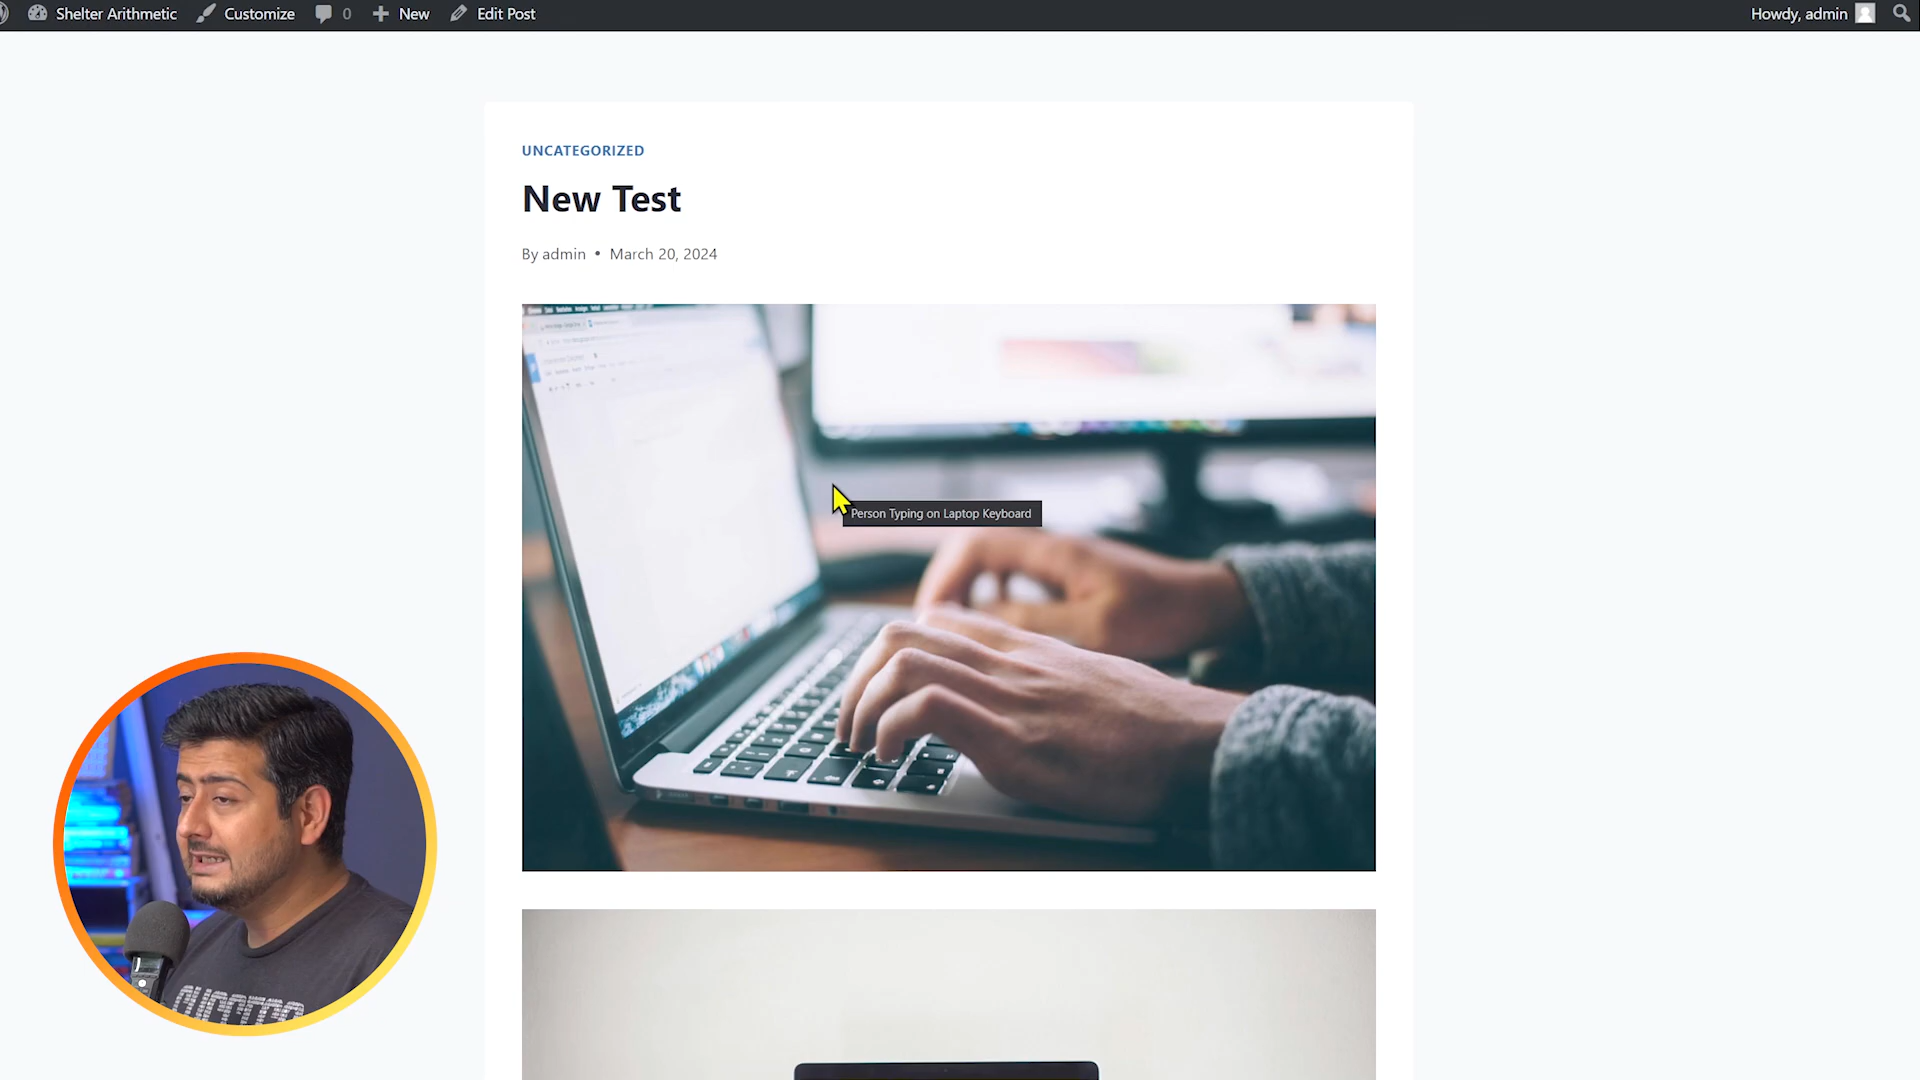 Shelter Arithmetic Customize 0 New Edit Post Howdy, admin
UNCATEGORIZED
New Test
By admin • March 20, 2024
Person Typing on Laptop Keyboard